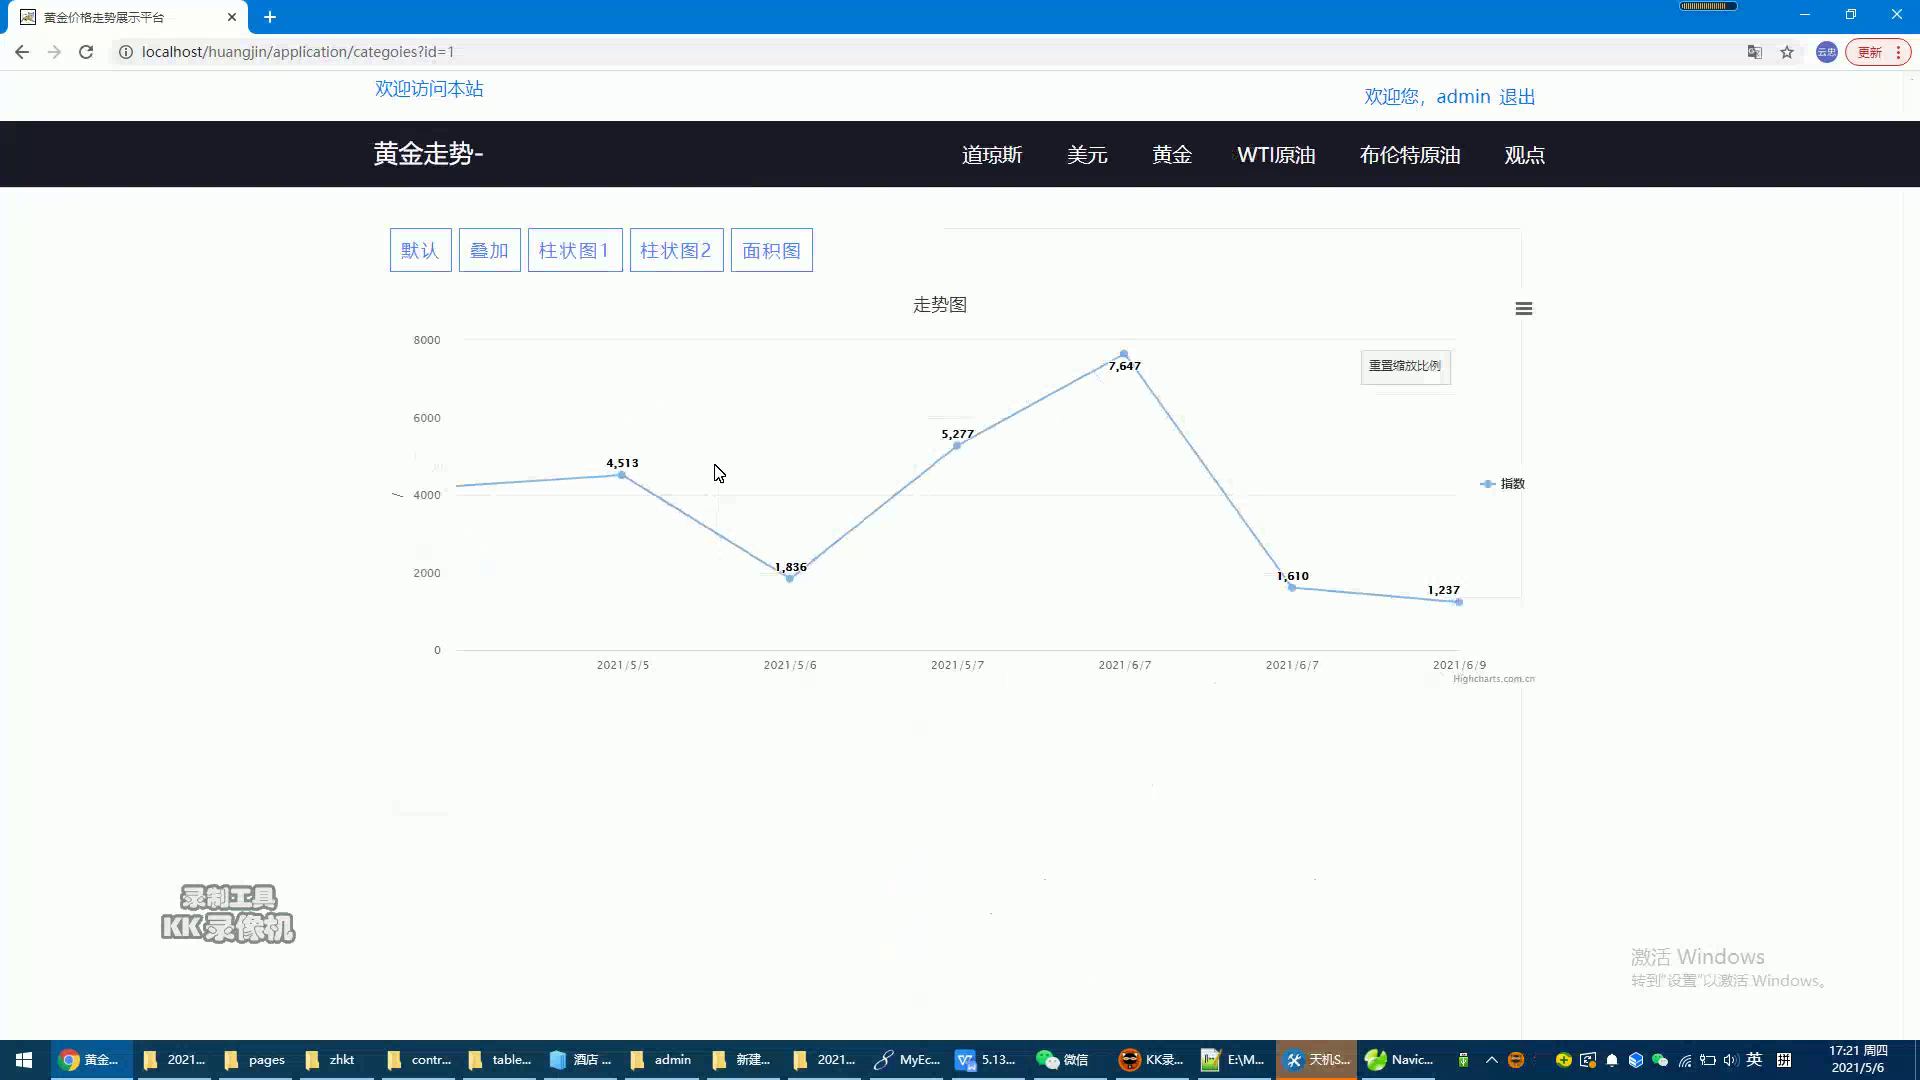 黄金价格走势展示平台
localhost/huangjin/application/categoies?id=1
云忠
更新
欢迎访问本站
欢迎您，admin 退出
黄金走势-
道琼斯 美元 黄金 WTI原油 布伦特原油 观点
默认 叠加 柱状图1 柱状图2 面积图
走势图
8000
重置缩放比例
7,647
6000
5,277
4,513
指数
4000
1,836
2000
1,610
1,237
0
2021/5/5 2021/5/6 2021/5/7 2021/6/7 2021/6/7 2021/6/9
Highcharts.com.cn
录制工具
KK录像机
激活 Windows
转到"设置"以激活 Windows。
黄金... 2021... pages zhkt contr... table... 酒店 ... admin 新建... 2021... MyEc... 5.13... 微信 KK录... E:\M... 天机S... Navic... 英 拼
17:21 周四
2021/5/6